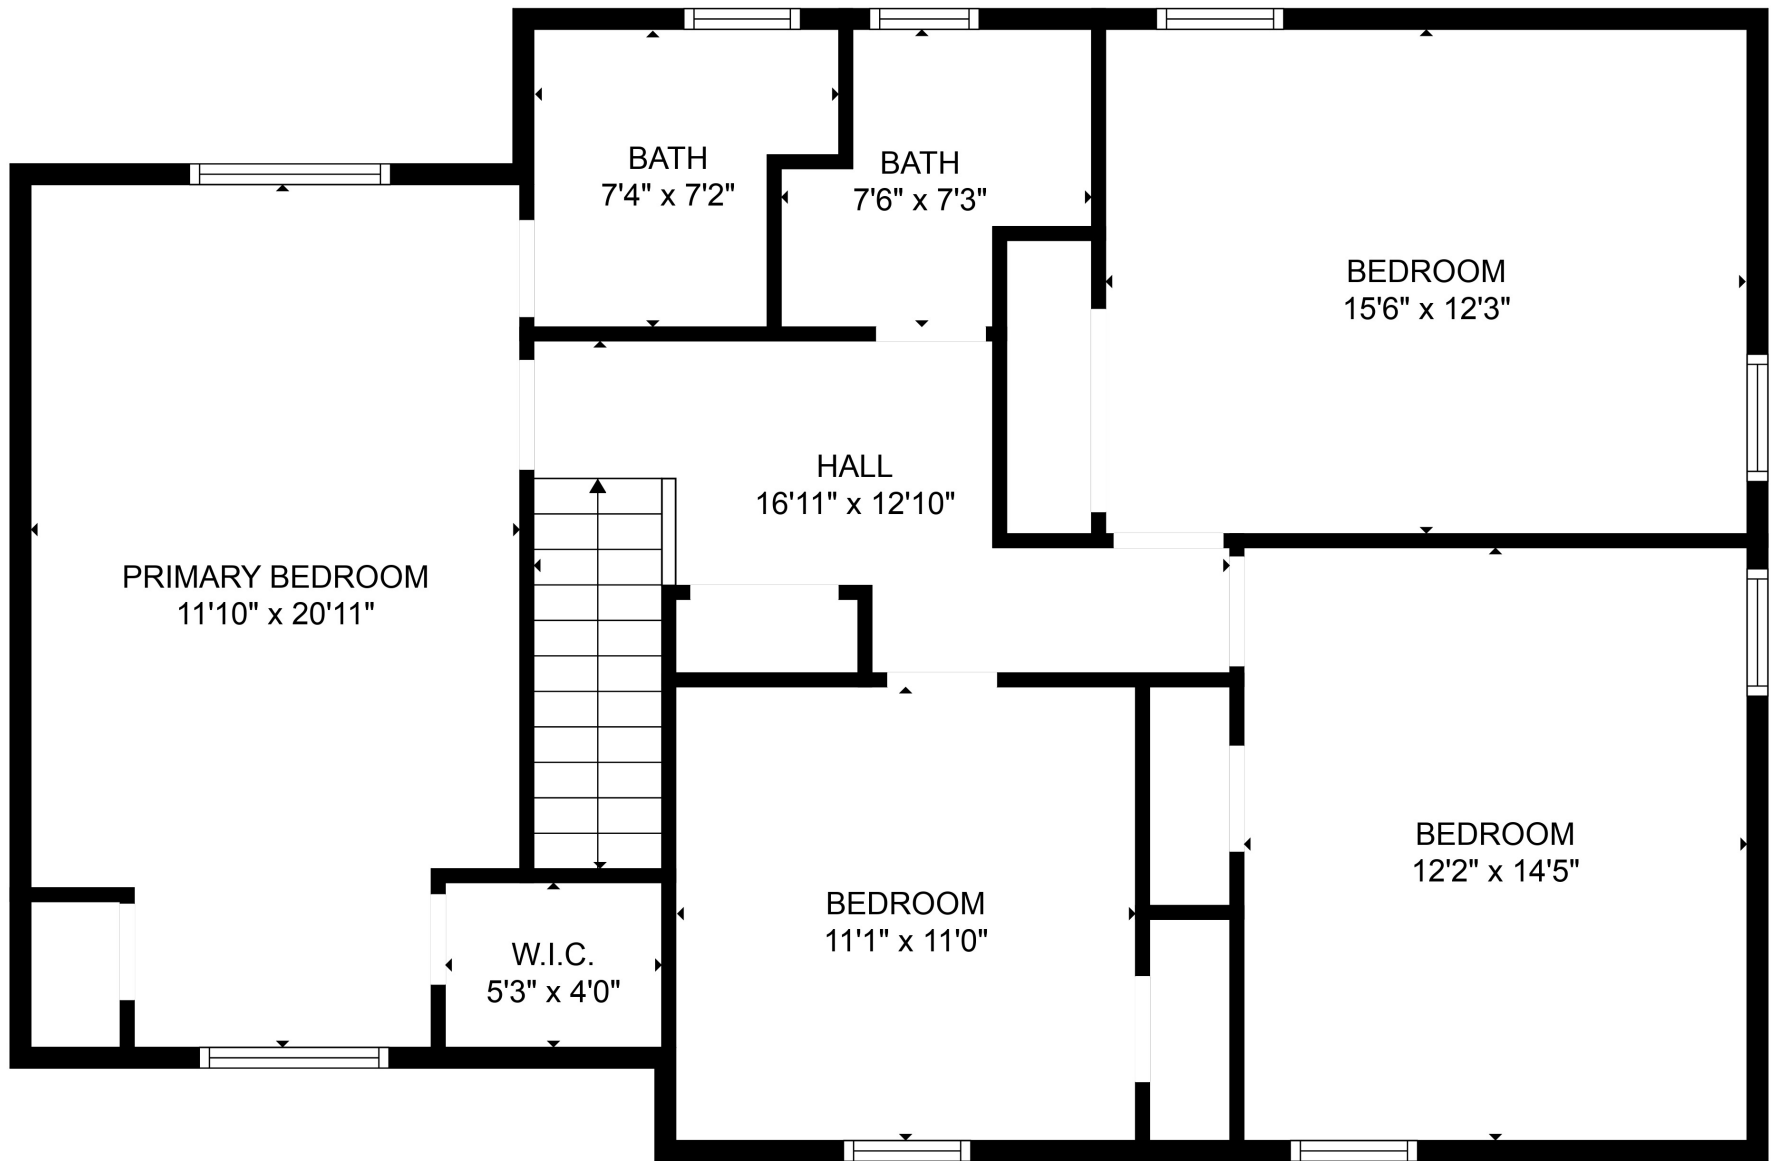 BATH
7'4" x 7'2"
BATH
7'6" x 7'3"
BEDROOM
15'6" x 12'3"
HALL
16'11" x 12'10"
PRIMARY BEDROOM
11'10" x 20'11"
BEDROOM
12'2" x 14'5"
BEDROOM
11'1" x 11'0"
W.I.C.
5'3" x 4'0"